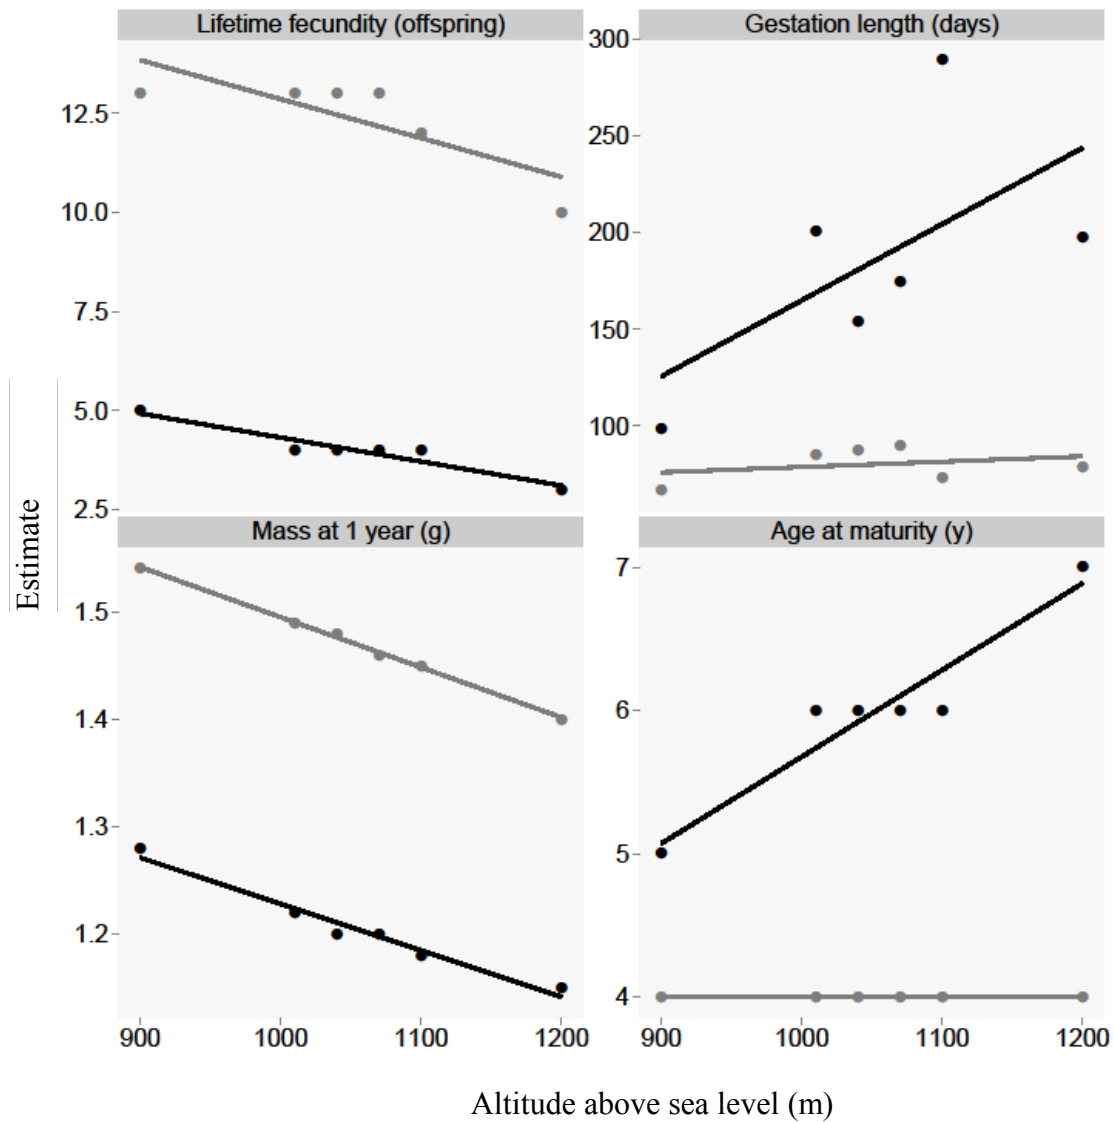 Lifetime fecundity (offspring)
12.5
10.0
7.5
5.0
2.5
Gestation length (days)
300
250
200
150
100
Estimate
Mass at 1 year (g)
1.5
1.4
1.3
1.2
900 1000 1100 1200
Age at maturity (y)
7
6
5
4
900 1000 1100 1200
Altitude above sea level (m)